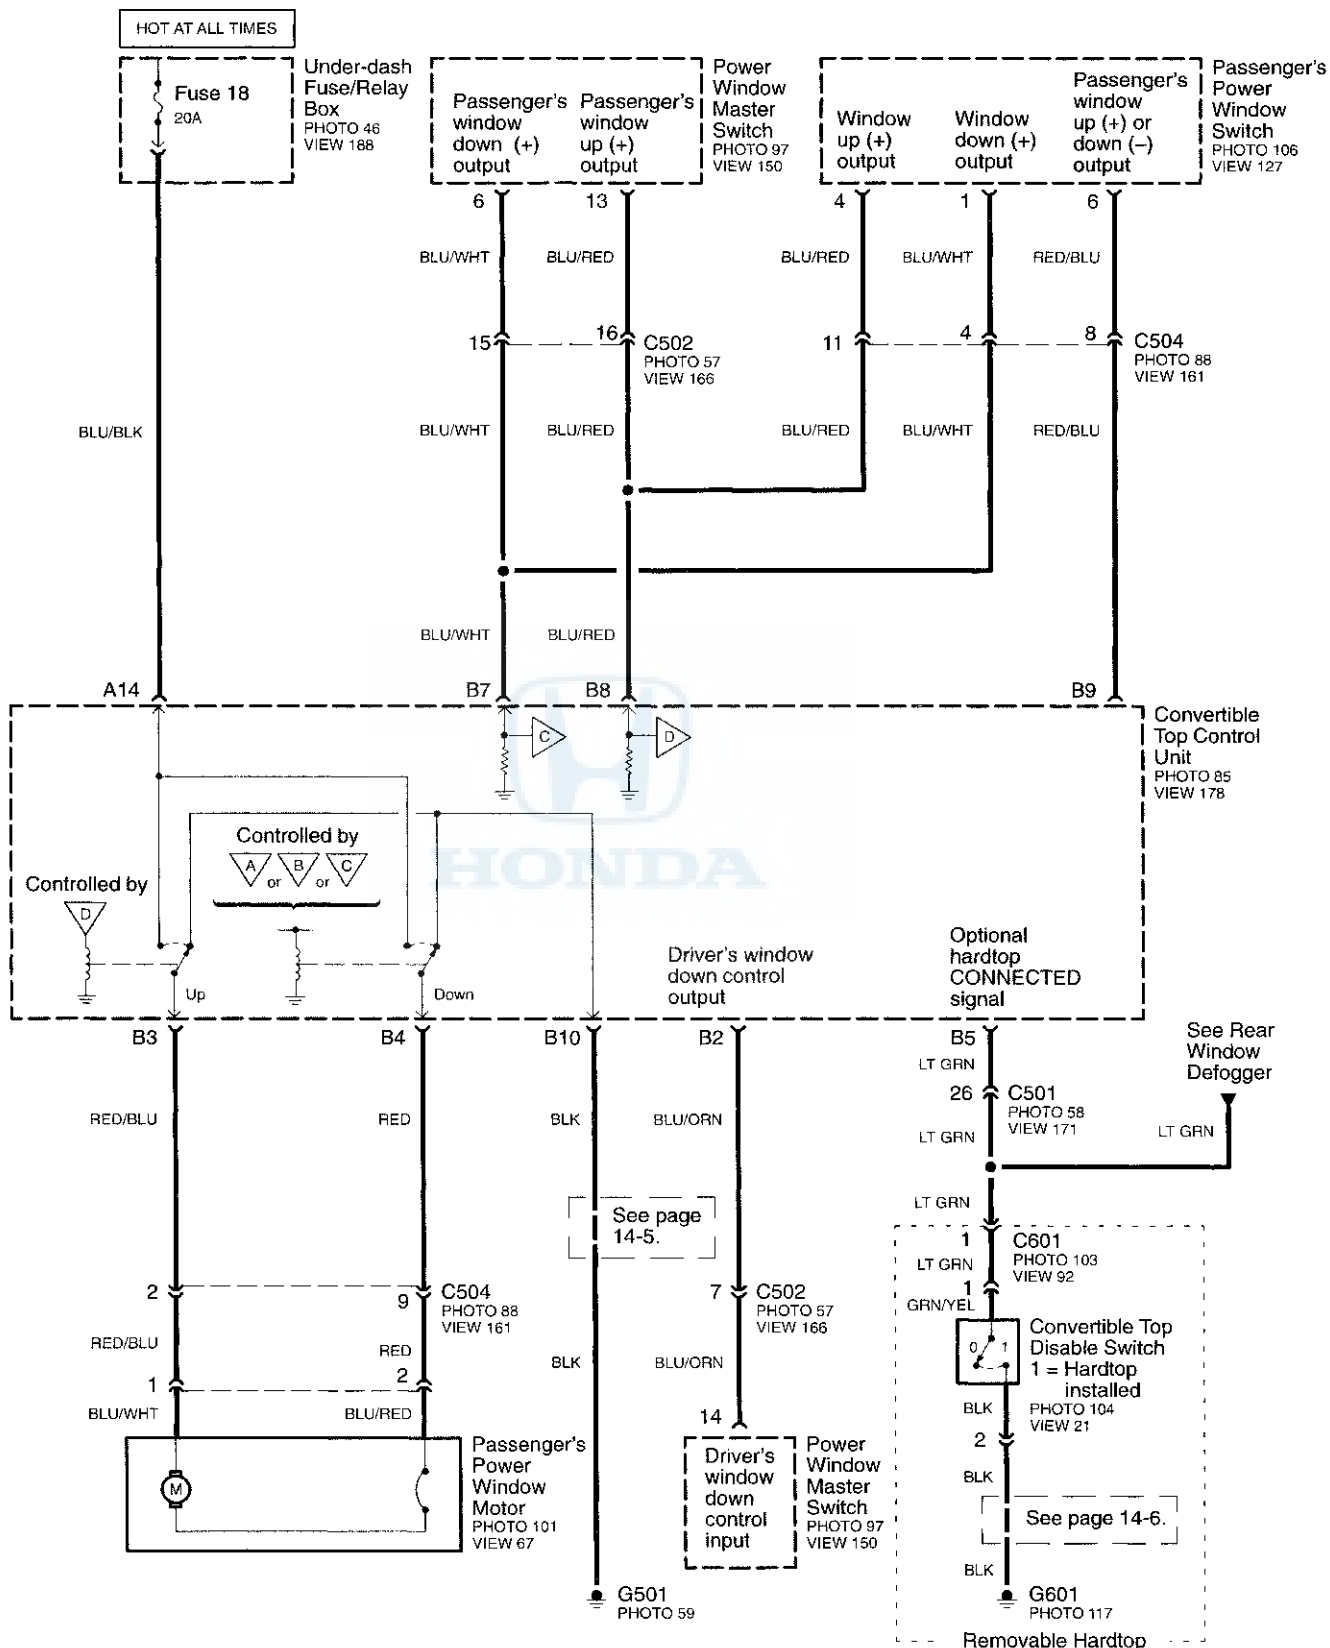 HOT AT ALL TIMES
Fuse 18
20A
Under-dash
Fuse/Relay
Box
PHOTO 46
VIEW 188
Passenger's
window
down (+)
output
Passenger's
window
up (+)
output
Power
Window
Master
Switch
PHOTO 97
VIEW 150
Window
up (+)
output
Window
down (+)
output
Passenger's
window
up (+) or
down (–)
output
Passenger's
Power
Window
Switch
PHOTO 106
VIEW 127
6
13
4
1
6
BLU/WHT
BLU/RED
BLU/RED
BLU/WHT
RED/BLU
15
16
C502
PHOTO 57
VIEW 166
11
4
8
C504
PHOTO 88
VIEW 161
BLU/BLK
BLU/WHT
BLU/RED
BLU/RED
BLU/WHT
RED/BLU
BLU/WHT
BLU/RED
A14
B7
B8
B9
C
D
Convertible
Top Control
Unit
PHOTO 85
VIEW 178
HONDA
Controlled by
A
or
B
or
C
Controlled by
D
Up
Down
Driver's window
down control
output
Optional
hardtop
CONNECTED
signal
B3
B4
B10
B2
B5
LT GRN
26
C501
PHOTO 58
VIEW 171
LT GRN
See Rear
Window
Defogger
LT GRN
RED/BLU
RED
BLK
BLU/ORN
LT GRN
See page
14-5.
1
C601
PHOTO 103
VIEW 92
LT GRN
1
GRN/YEL
2
9
C504
PHOTO 88
VIEW 161
7
C502
PHOTO 57
VIEW 166
RED/BLU
RED
BLK
BLU/ORN
0
1
Convertible Top
Disable Switch
1 = Hardtop
installed
PHOTO 104
VIEW 21
1
2
BLU/WHT
BLU/RED
14
BLK
2
BLK
M
Passenger's
Power
Window
Motor
PHOTO 101
VIEW 67
Driver's
window
down
control
input
Power
Window
Master
Switch
PHOTO 97
VIEW 150
See page 14-6.
BLK
G501
PHOTO 59
G601
PHOTO 117
Removable Hardtop